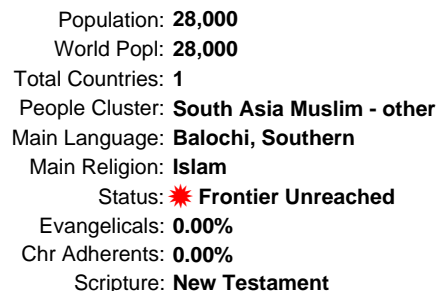 Population: 28,000
World Popl: 28,000
Total Countries: 1
People Cluster: South Asia Muslim - other
Main Language: Balochi, Southern
Main Religion: Islam
Status: Frontier Unreached
Evangelicals: 0.00%
Chr Adherents: 0.00%
Scripture: New Testament